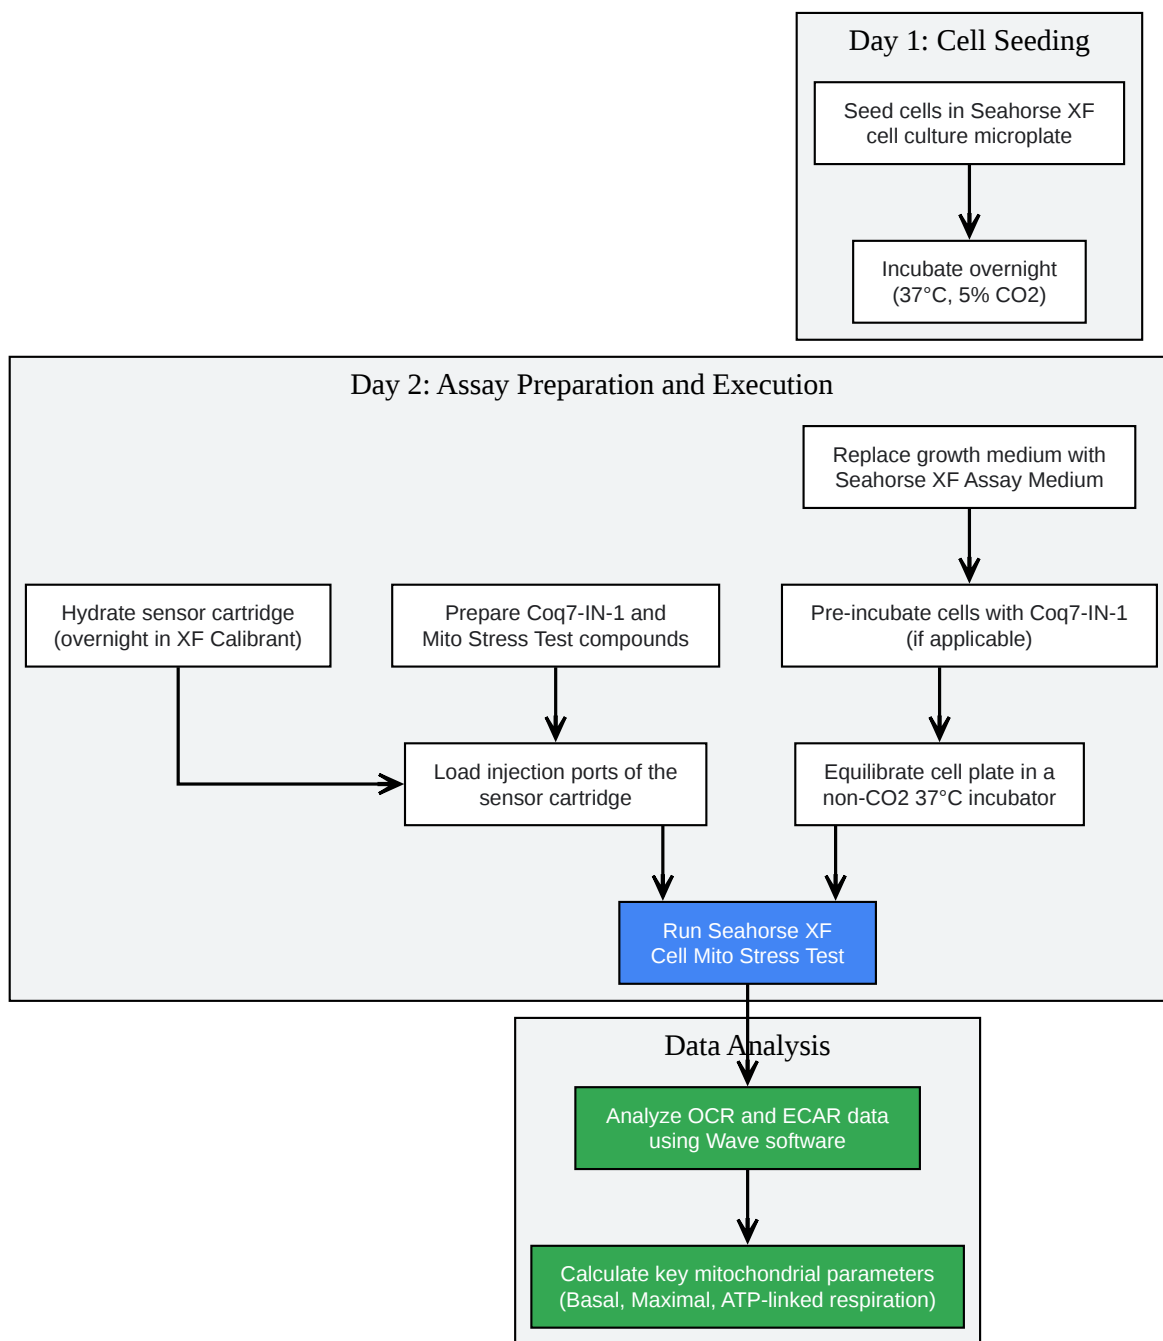 Day 1: Cell Seeding
Seed cells in Seahorse XF
cell culture microplate
Incubate overnight
(37°C, 5% CO2)
Day 2: Assay Preparation and Execution
Replace growth medium with
Seahorse XF Assay Medium
Hydrate sensor cartridge
(overnight in XF Calibrant)
Prepare Coq7-IN-1 and
Mito Stress Test compounds
Pre-incubate cells with Coq7-IN-1
(if applicable)
Load injection ports of the
sensor cartridge
Equilibrate cell plate in a
non-CO2 37°C incubator
Run Seahorse XF
Cell Mito Stress Test
Data Analysis
Analyze OCR and ECAR data
using Wave software
Calculate key mitochondrial parameters
(Basal, Maximal, ATP-linked respiration)